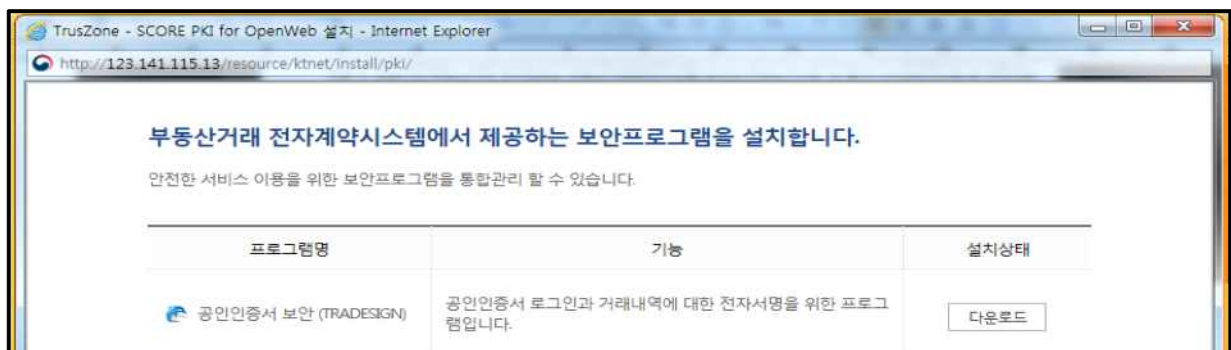 TrusZone - SCORE PKI for OpenWeb 설치 - Internet Explorer
http://123.141.115.13/resource/ktnet/install/pki/
부동산거래 전자계약시스템에서 제공하는 보안프로그램을 설치합니다.
안전한 서비스 이용을 위한 보안프로그램을 통합관리 할 수 있습니다.
프로그램명 기능 설치상태
공인인증서 보안 (TRADESIGN) 공인인증서 로그인과 거래내역에 대한 전자서명을 위한 프로그
램입니다. 다운로드